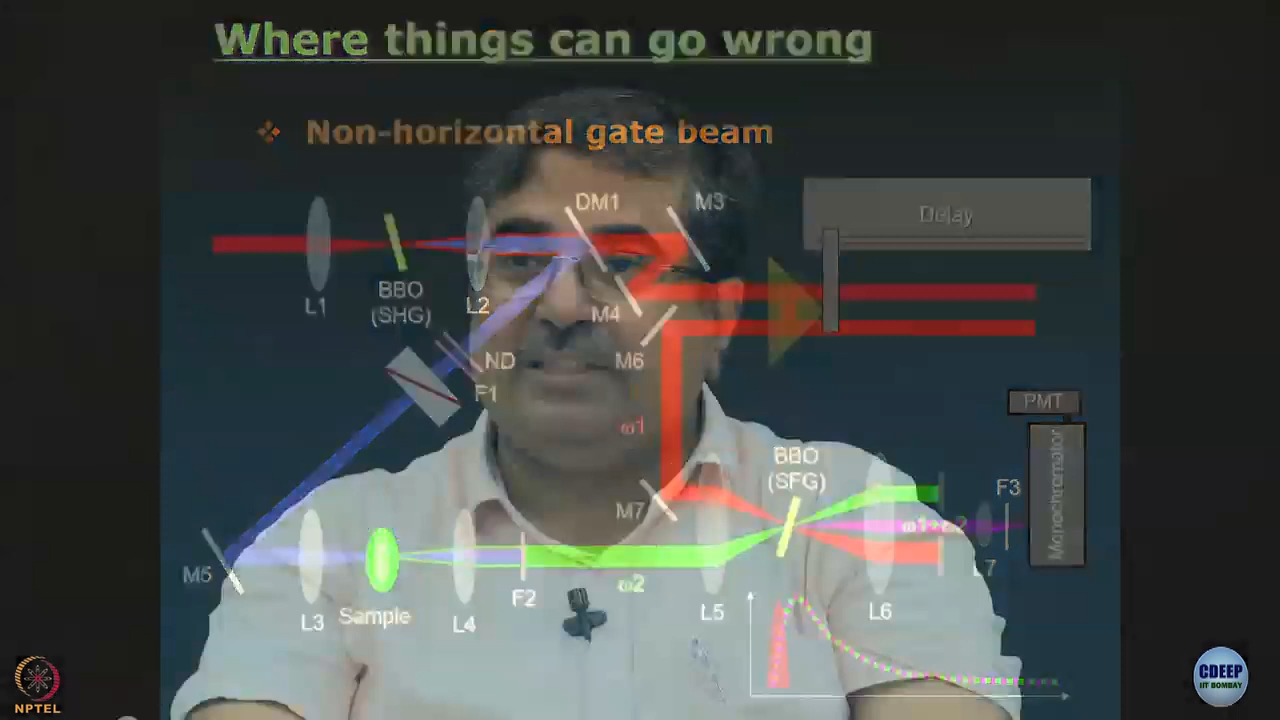 Where things can go wrong
❖ Non-horizontal gate beam
DM1
M3
Delay
L1
BBO
(SHG)
L2
M4
M6
ND
F1
ω1
PMT
BBO
(SFG)
F3
Monochromator
M7
M5
L3
Sample
L4
F2
ω2
L5
L6
L7
NPTEL
CDEEP
IIT BOMBAY